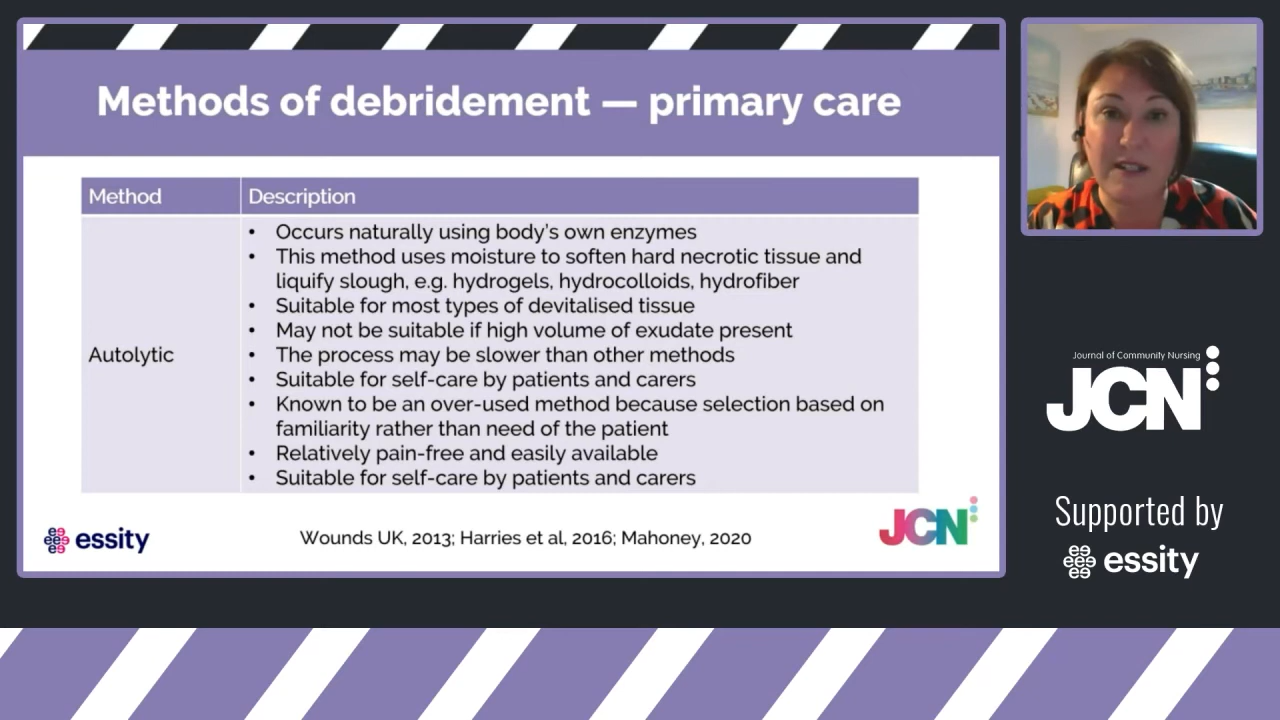 Methods of debridement — primary care
Method
Description
Autolytic
• Occurs naturally using body's own enzymes
• This method uses moisture to soften hard necrotic tissue and
liquify slough, e.g. hydrogels, hydrocolloids, hydrofiber
• Suitable for most types of devitalised tissue
• May not be suitable if high volume of exudate present
• The process may be slower than other methods
• Suitable for self-care by patients and carers
• Known to be an over-used method because selection based on
familiarity rather than need of the patient
• Relatively pain-free and easily available
• Suitable for self-care by patients and carers
essity
Wounds UK, 2013; Harries et al, 2016; Mahoney, 2020
JCN
Journal of Community Nursing
JCN
Supported by
essity